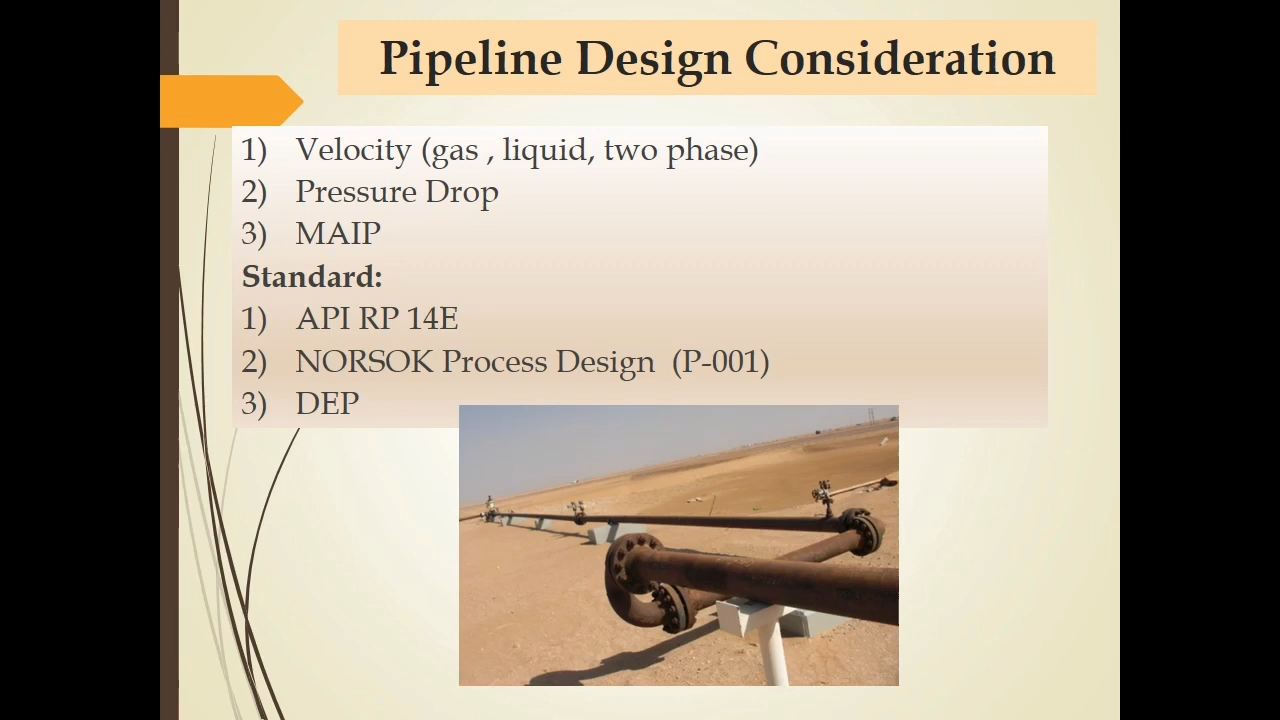 Pipeline Design Consideration
1) Velocity (gas , liquid, two phase)
2) Pressure Drop
3) MAIP
Standard:
1) API RP 14E
2) NORSOK Process Design (P-001)
3) DEP